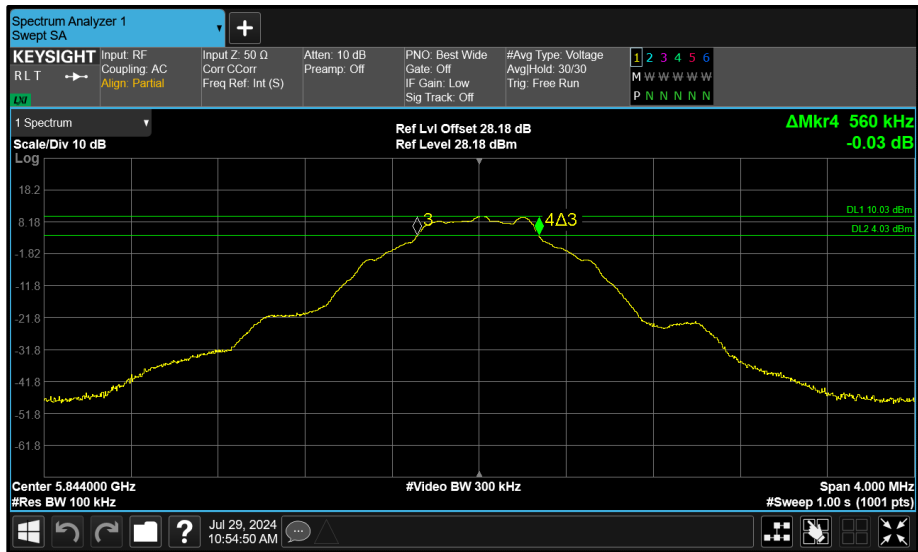 Spectrum Analyzer 1
Swept SA
+
KEYSIGHT
R L T
LXI
Input: RF
Coupling: AC
Align: Partial
Input Z: 50 Ω
Corr CCorr
Freq Ref: Int (S)
Atten: 10 dB
Preamp: Off
PNO: Best Wide
Gate: Off
IF Gain: Low
Sig Track: Off
#Avg Type: Voltage
Avg|Hold: 30/30
Trig: Free Run
1 2 3 4 5 6
M W W W W W
P N N N N N
1 Spectrum
Scale/Div 10 dB
Ref Lvl Offset 28.18 dB
Ref Level 28.18 dBm
ΔMkr4 560 kHz
-0.03 dB
Log
18.2
8.18
-1.82
-11.8
-21.8
-31.8
-41.8
-51.8
-61.8
3
4Δ3
DL1 10.03 dBm
DL2 4.03 dBm
Center 5.844000 GHz
#Video BW 300 kHz
Span 4.000 MHz
#Res BW 100 kHz
#Sweep 1.00 s (1001 pts)
?
Jul 29, 2024
10:54:50 AM